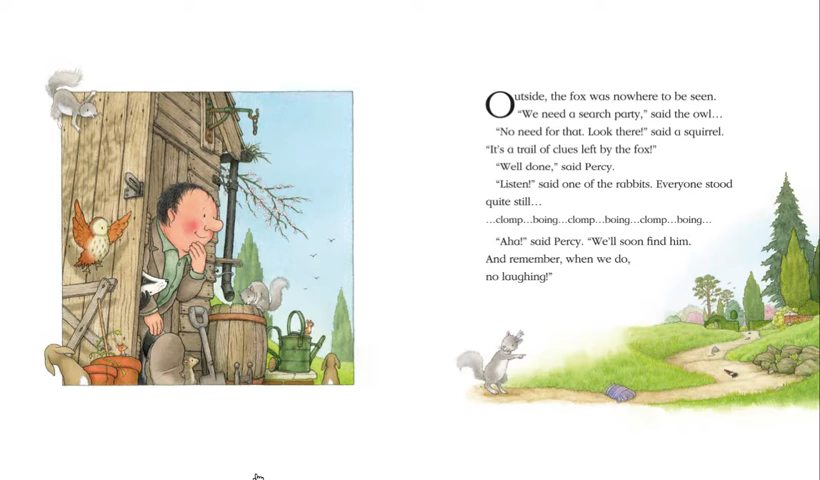 Outside, the fox was nowhere to be seen.
“We need a search party,” said the owl…
“No need for that. Look there!” said a squirrel.
“It's a trail of clues left by the fox!”
“Well done,” said Percy.
“Listen!” said one of the rabbits. Everyone stood
quite still…
…clomp…boing…clomp…boing…clomp…boing…
“Aha!” said Percy. “We'll soon find him.
And remember, when we do,
no laughing!”